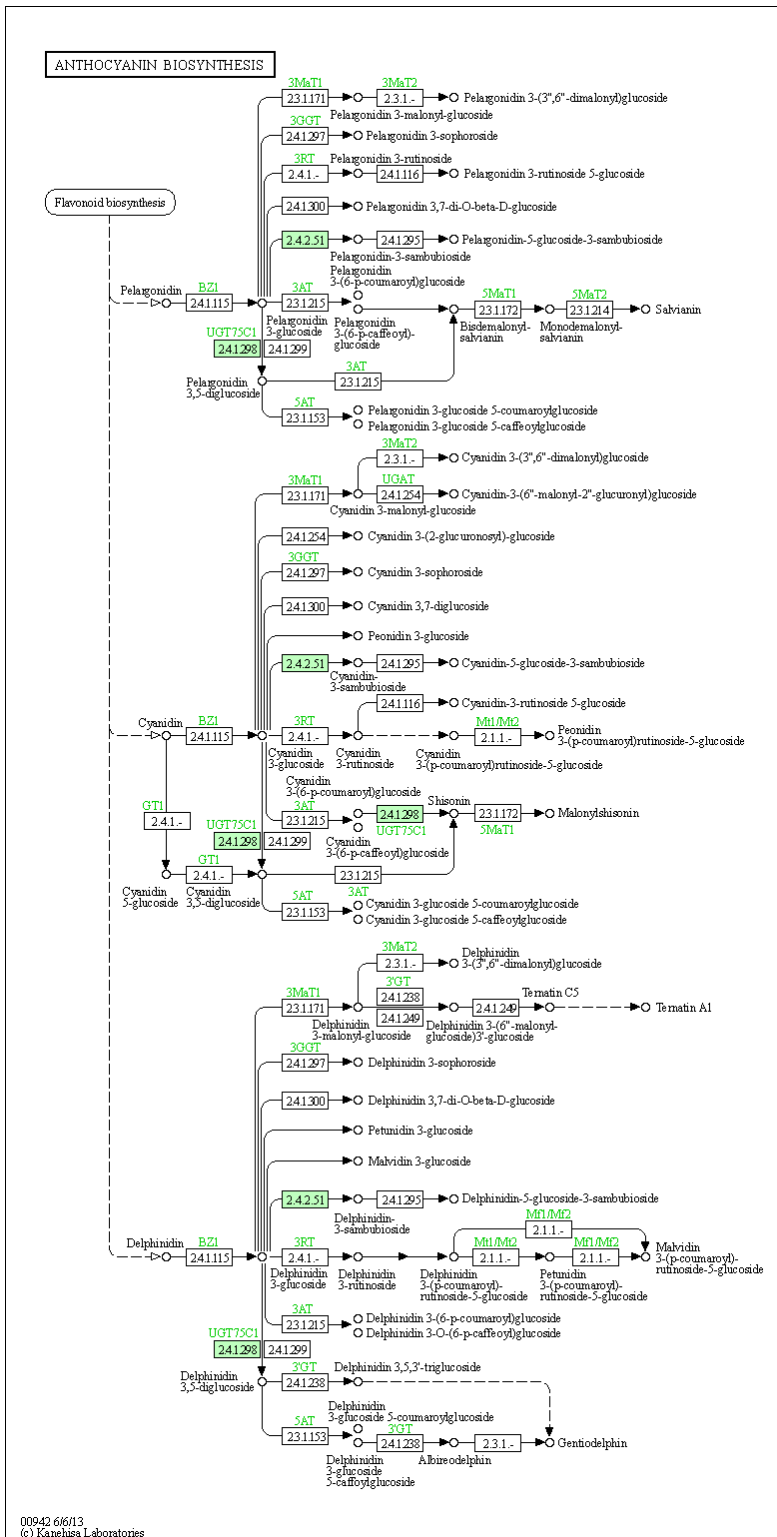 ANTHOCYANIN BIOSYNTHESIS
3MaT1
3MaT2
2.3.1.171
2.3.1.-
Pelargonidin 3-(3",6"-dimalonyl)glucoside
Pelargonidin 3-malonyl-glucoside
3GGT
2.4.1.297
Pelargonidin 3-sophoroside
3RT
Pelargonidin 3-rutinoside
2.4.1.-
2.4.1.116
Pelargonidin 3-rutinoside 5-glucoside
Flavonoid biosynthesis
2.4.1.300
Pelargonidin 3,7-di-O-beta-D-glucoside
2.4.2.51
2.4.1.295
Pelargonidin-5-glucoside-3-sambubioside
Pelargonidin-3-sambubioside
Pelargonidin
3-(6-p-coumaroyl)glucoside
Pelargonidin
BZ1
2.4.1.115
3AT
2.3.1.215
5MaT1
2.3.1.172
5MaT2
2.3.1.214
Salvianin
Pelargonidin
3-glucoside
Pelargonidin
3-(6-p-caffeoyl)-
glucoside
Bisdemalonyl-
salvianin
Monodemalonyl-
salvianin
UGT75C1
2.4.1.298
2.4.1.299
Pelargonidin
3,5-diglucoside
3AT
2.3.1.215
5AT
2.3.1.153
Pelargonidin 3-glucoside 5-coumaroylglucoside
Pelargonidin 3-glucoside 5-caffeoylglucoside
3MaT2
2.3.1.-
Cyanidin 3-(3",6"-dimalonyl)glucoside
3MaT1
UGAT
2.3.1.171
2.4.1.254
Cyanidin-3-(6"-malonyl-2"-glucuronyl)glucoside
Cyanidin 3-malonyl-glucoside
2.4.1.254
Cyanidin 3-(2-glucuronosyl)-glucoside
3GGT
2.4.1.297
Cyanidin 3-sophoroside
2.4.1.300
Cyanidin 3,7-diglucoside
Peonidin 3-glucoside
2.4.2.51
2.4.1.295
Cyanidin-5-glucoside-3-sambubioside
Cyanidin-
3-sambubioside
2.4.1.116
Cyanidin-3-rutinoside 5-glucoside
Cyanidin
BZ1
2.4.1.115
3RT
2.4.1.-
Mt1/Mt2
2.1.1.-
Peonidin
3-(p-coumaroyl)rutinoside-5-glucoside
Cyanidin
3-glucoside
Cyanidin
3-rutinoside
Cyanidin
3-(p-coumaroyl)rutinoside-5-glucoside
Cyanidin
3-(6-p-coumaroyl)glucoside
GT1
2.4.1.-
3AT
2.3.1.215
2.4.1.298
UGT75C1
Shisonin
2.3.1.172
5MaT1
Malonylshisonin
UGT75C1
2.4.1.298
2.4.1.299
Cyanidin
3-(6-p-caffeoyl)glucoside
GT1
2.4.1.-
2.3.1.215
3AT
Cyanidin
5-glucoside
Cyanidin
3,5-diglucoside
5AT
2.3.1.153
Cyanidin 3-glucoside 5-coumaroylglucoside
Cyanidin 3-glucoside 5-caffeoylglucoside
3MaT2
2.3.1.-
Delphinidin
3-(3",6"-dimalonyl)glucoside
3MaT1
2.3.1.171
3'GT
2.4.1.238
2.4.1.249
2.4.1.249
Ternatin C5
Ternatin A1
Delphinidin
3-malonyl-glucoside
Delphinidin 3-(6"-malonyl-
glucoside)3'-glucoside
3GGT
2.4.1.297
Delphinidin 3-sophoroside
2.4.1.300
Delphinidin 3,7-di-O-beta-D-glucoside
Petunidin 3-glucoside
Malvidin 3-glucoside
2.4.2.51
2.4.1.295
Delphinidin-5-glucoside-3-sambubioside
Delphinidin-
3-sambubioside
Mf1/Mf2
2.1.1.-
Delphinidin
BZ1
2.4.1.115
3RT
2.4.1.-
Mt1/Mt2
2.1.1.-
Mf1/Mf2
2.1.1.-
Malvidin
3-(p-coumaroyl)-
rutinoside-5-glucoside
Delphinidin
3-glucoside
Delphinidin
3-rutinoside
Delphinidin
3-(p-coumaroyl)-
rutinoside-5-glucoside
Petunidin
3-(p-coumaroyl)-
rutinoside-5-glucoside
3AT
2.3.1.215
Delphinidin 3-(6-p-coumaroyl)glucoside
Delphinidin 3-O-(6-p-caffeoyl)glucoside
UGT75C1
2.4.1.298
2.4.1.299
Delphinidin
3,5-diglucoside
3'GT
2.4.1.238
Delphinidin 3,5,3'-triglucoside
Delphinidin
3-glucoside 5-coumaroylglucoside
5AT
2.3.1.153
3'GT
2.4.1.238
2.3.1.-
Gentiodelphin
Delphinidin
3-glucoside
5-caffoylglucoside
Albireodelphin
00942 6/6/13
(c) Kanehisa Laboratories